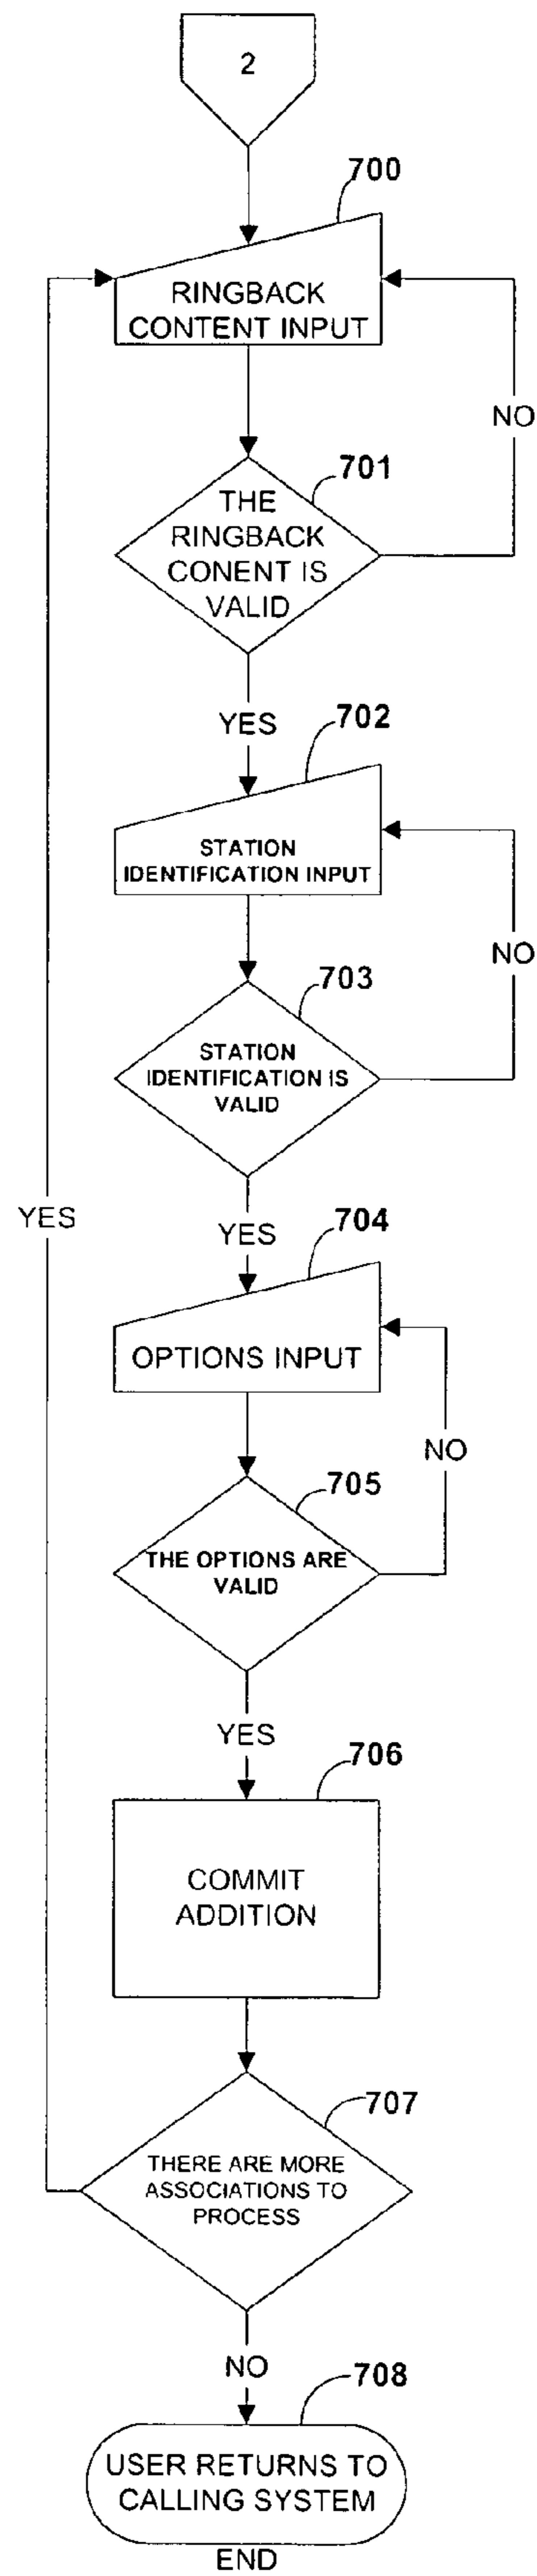 2
700
RINGBACK
CONTENT INPUT
NO
701
THE
RINGBACK
CONENT IS
VALID
YES
702
STATION
IDENTIFICATION INPUT
NO
703
STATION
IDENTIFICATION IS
VALID
YES
YES
704
OPTIONS INPUT
NO
705
THE OPTIONS ARE
VALID
YES
706
COMMIT
ADDITION
707
THERE ARE MORE
ASSOCIATIONS TO
PROCESS
NO
708
USER RETURNS TO
CALLING SYSTEM
END